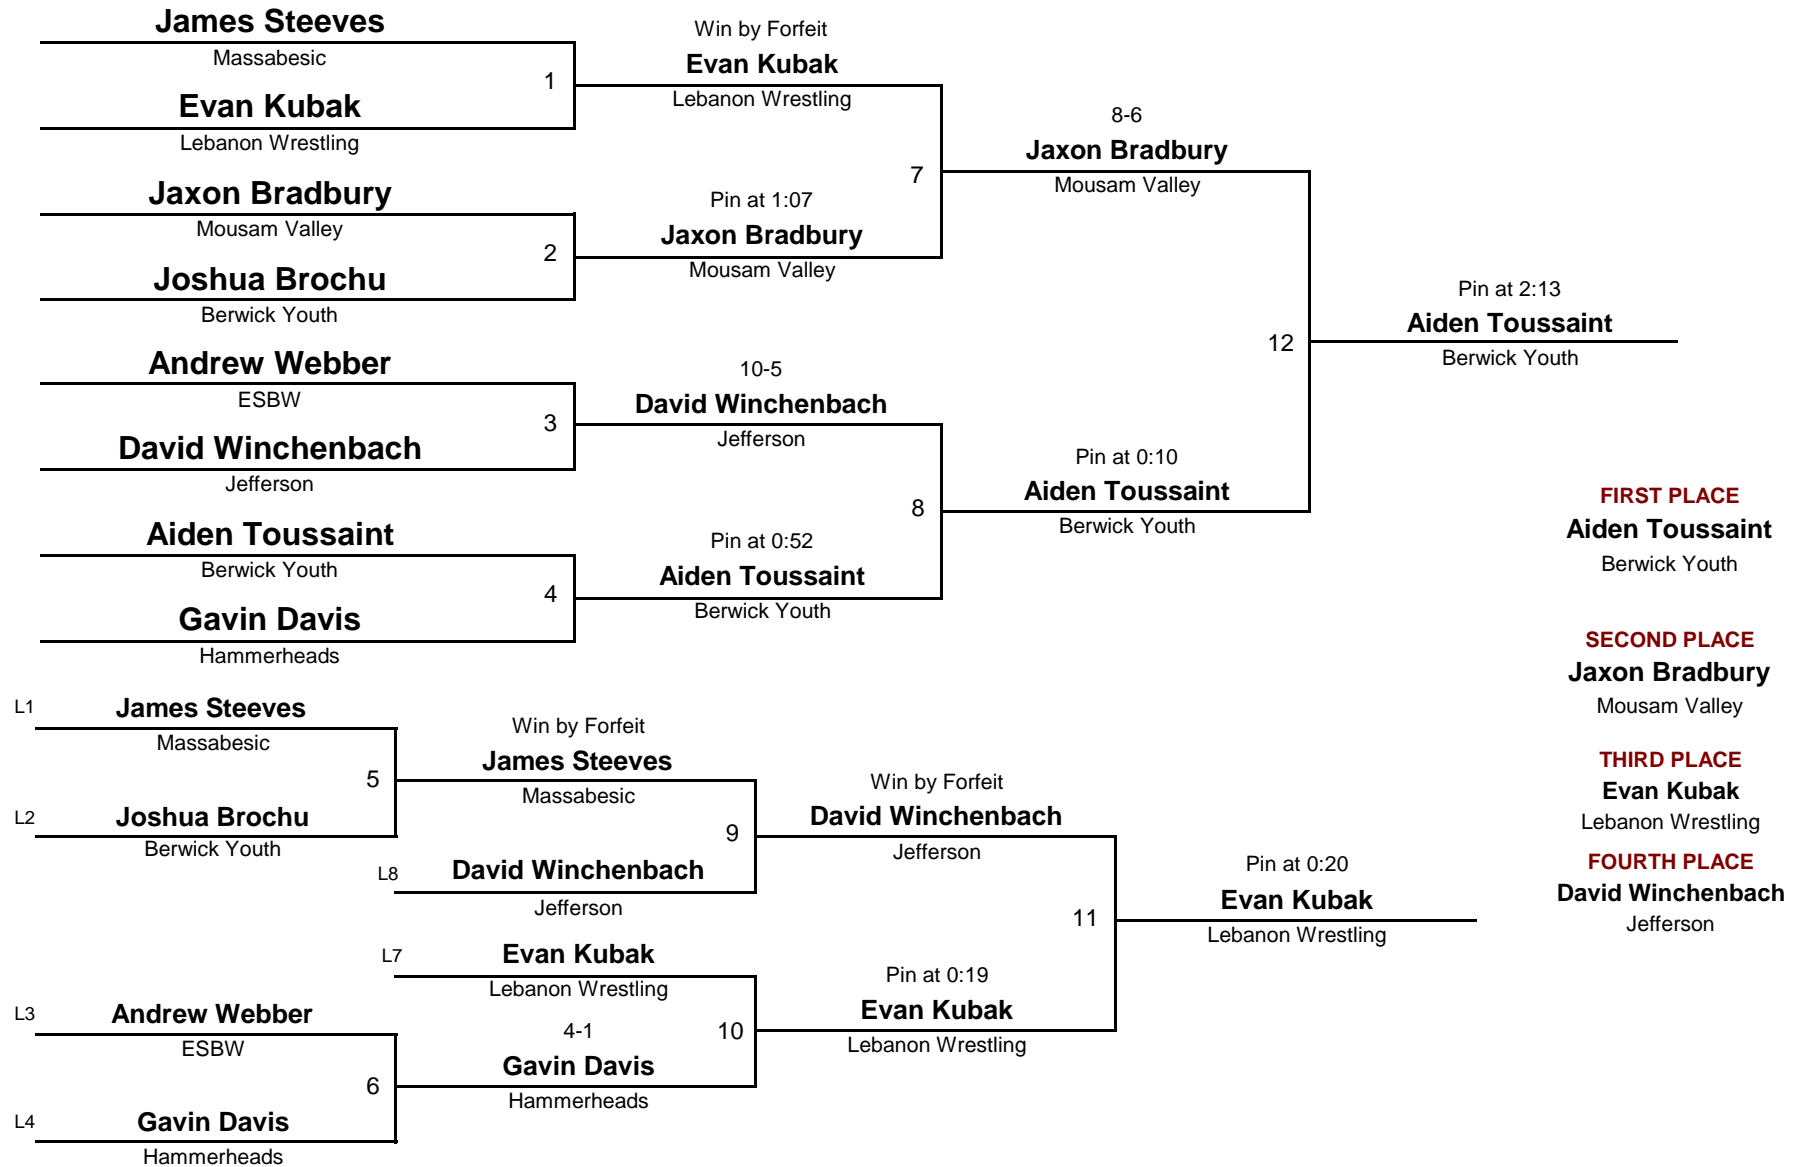 James Steeves
Massabesic
1
Evan Kubak
Lebanon Wrestling
Win by Forfeit
Evan Kubak
Lebanon Wrestling
Jaxon Bradbury
Mousam Valley
2
Joshua Brochu
Berwick Youth
Pin at 1:07
Jaxon Bradbury
Mousam Valley
7
8-6
Jaxon Bradbury
Mousam Valley
Andrew Webber
ESBW
3
David Winchenbach
Jefferson
10-5
David Winchenbach
Jefferson
Aiden Toussaint
Berwick Youth
4
Gavin Davis
Hammerheads
Pin at 0:52
Aiden Toussaint
Berwick Youth
8
Pin at 0:10
Aiden Toussaint
Berwick Youth
12
Pin at 2:13
Aiden Toussaint
Berwick Youth
L1
James Steeves
Massabesic
5
L2
Joshua Brochu
Berwick Youth
Win by Forfeit
James Steeves
Massabesic
9
L8
David Winchenbach
Jefferson
Win by Forfeit
David Winchenbach
Jefferson
L7
Evan Kubak
Lebanon Wrestling
L3
Andrew Webber
ESBW
6
L4
Gavin Davis
Hammerheads
4-1
Gavin Davis
Hammerheads
10
Pin at 0:19
Evan Kubak
Lebanon Wrestling
11
Pin at 0:20
Evan Kubak
Lebanon Wrestling
FIRST PLACE
Aiden Toussaint
Berwick Youth
SECOND PLACE
Jaxon Bradbury
Mousam Valley
THIRD PLACE
Evan Kubak
Lebanon Wrestling
FOURTH PLACE
David Winchenbach
Jefferson